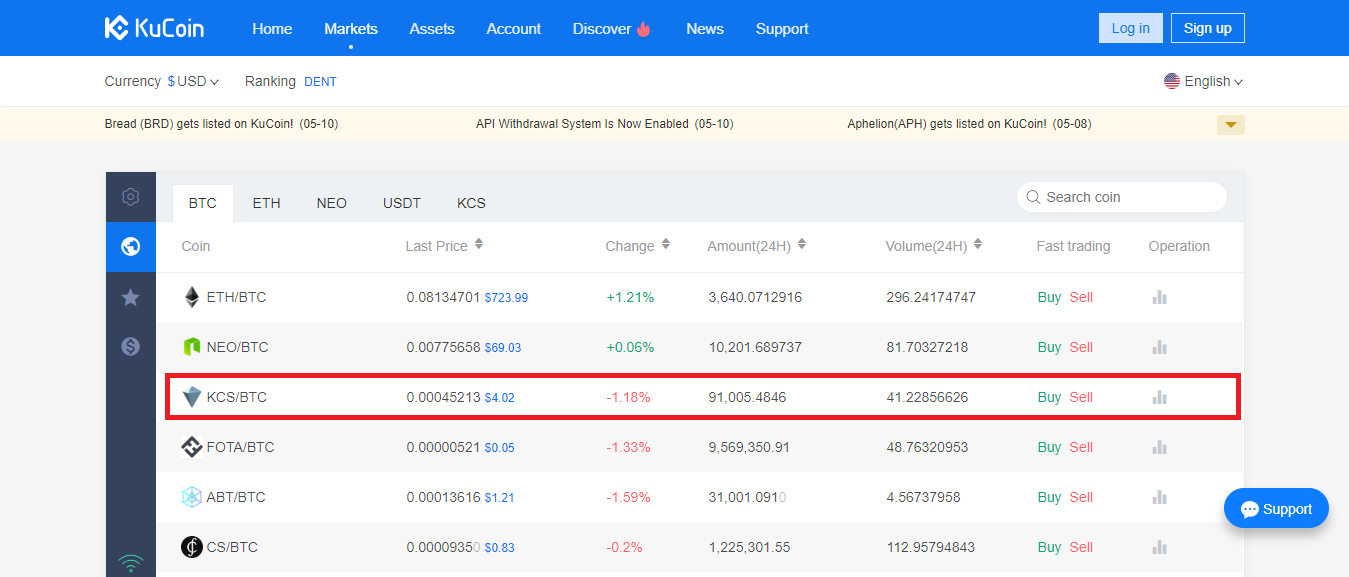 KuCoin Home Markets Assets Account Discover News Support Log in Sign up
Currency $ USD Ranking DENT English
Bread (BRD) gets listed on KuCoin! (05-10) API Withdrawal System Is Now Enabled (05-10) Aphelion(APH) gets listed on KuCoin! (05-08)
BTC ETH NEO USDT KCS Search coin
Coin Last Price Change Amount(24H) Volume(24H) Fast trading Operation
ETH/BTC 0.08134701 $723.99 +1.21% 3,640.0712916 296.24174747 Buy Sell
NEO/BTC 0.00775658 $69.03 +0.06% 10,201.689737 81.70327218 Buy Sell
KCS/BTC 0.00045213 $4.02 -1.18% 91,005.4846 41.22856626 Buy Sell
FOTA/BTC 0.00000521 $0.05 -1.33% 9,569,350.91 48.76320953 Buy Sell
ABT/BTC 0.00013616 $1.21 -1.59% 31,001.0910 4.56737958 Buy Sell
Support
CS/BTC 0.00009350 $0.83 -0.2% 1,225,301.55 112.95794843 Buy Sell